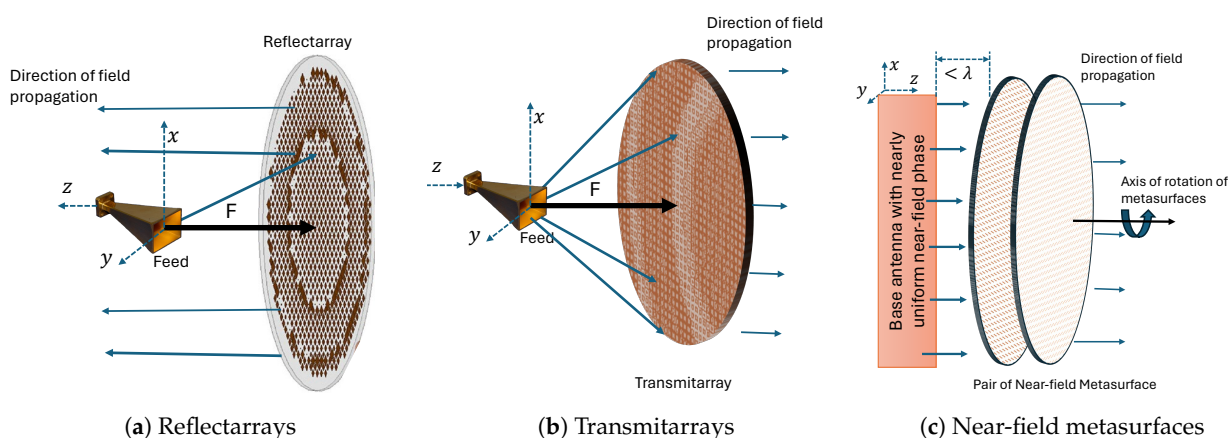 Reflectarray
Direction of field
propagation
x
z
F
y
Feed
(a) Reflectarrays
Direction of field
propagation
x
z
F
y
Feed
Transmitarray
(b) Transmitarrays
x
z
y
< λ
Direction of field
propagation
Base antenna with nearly
uniform near-field phase
Axis of rotation of
metasurfaces
Pair of Near-field Metasurface
(c) Near-field metasurfaces